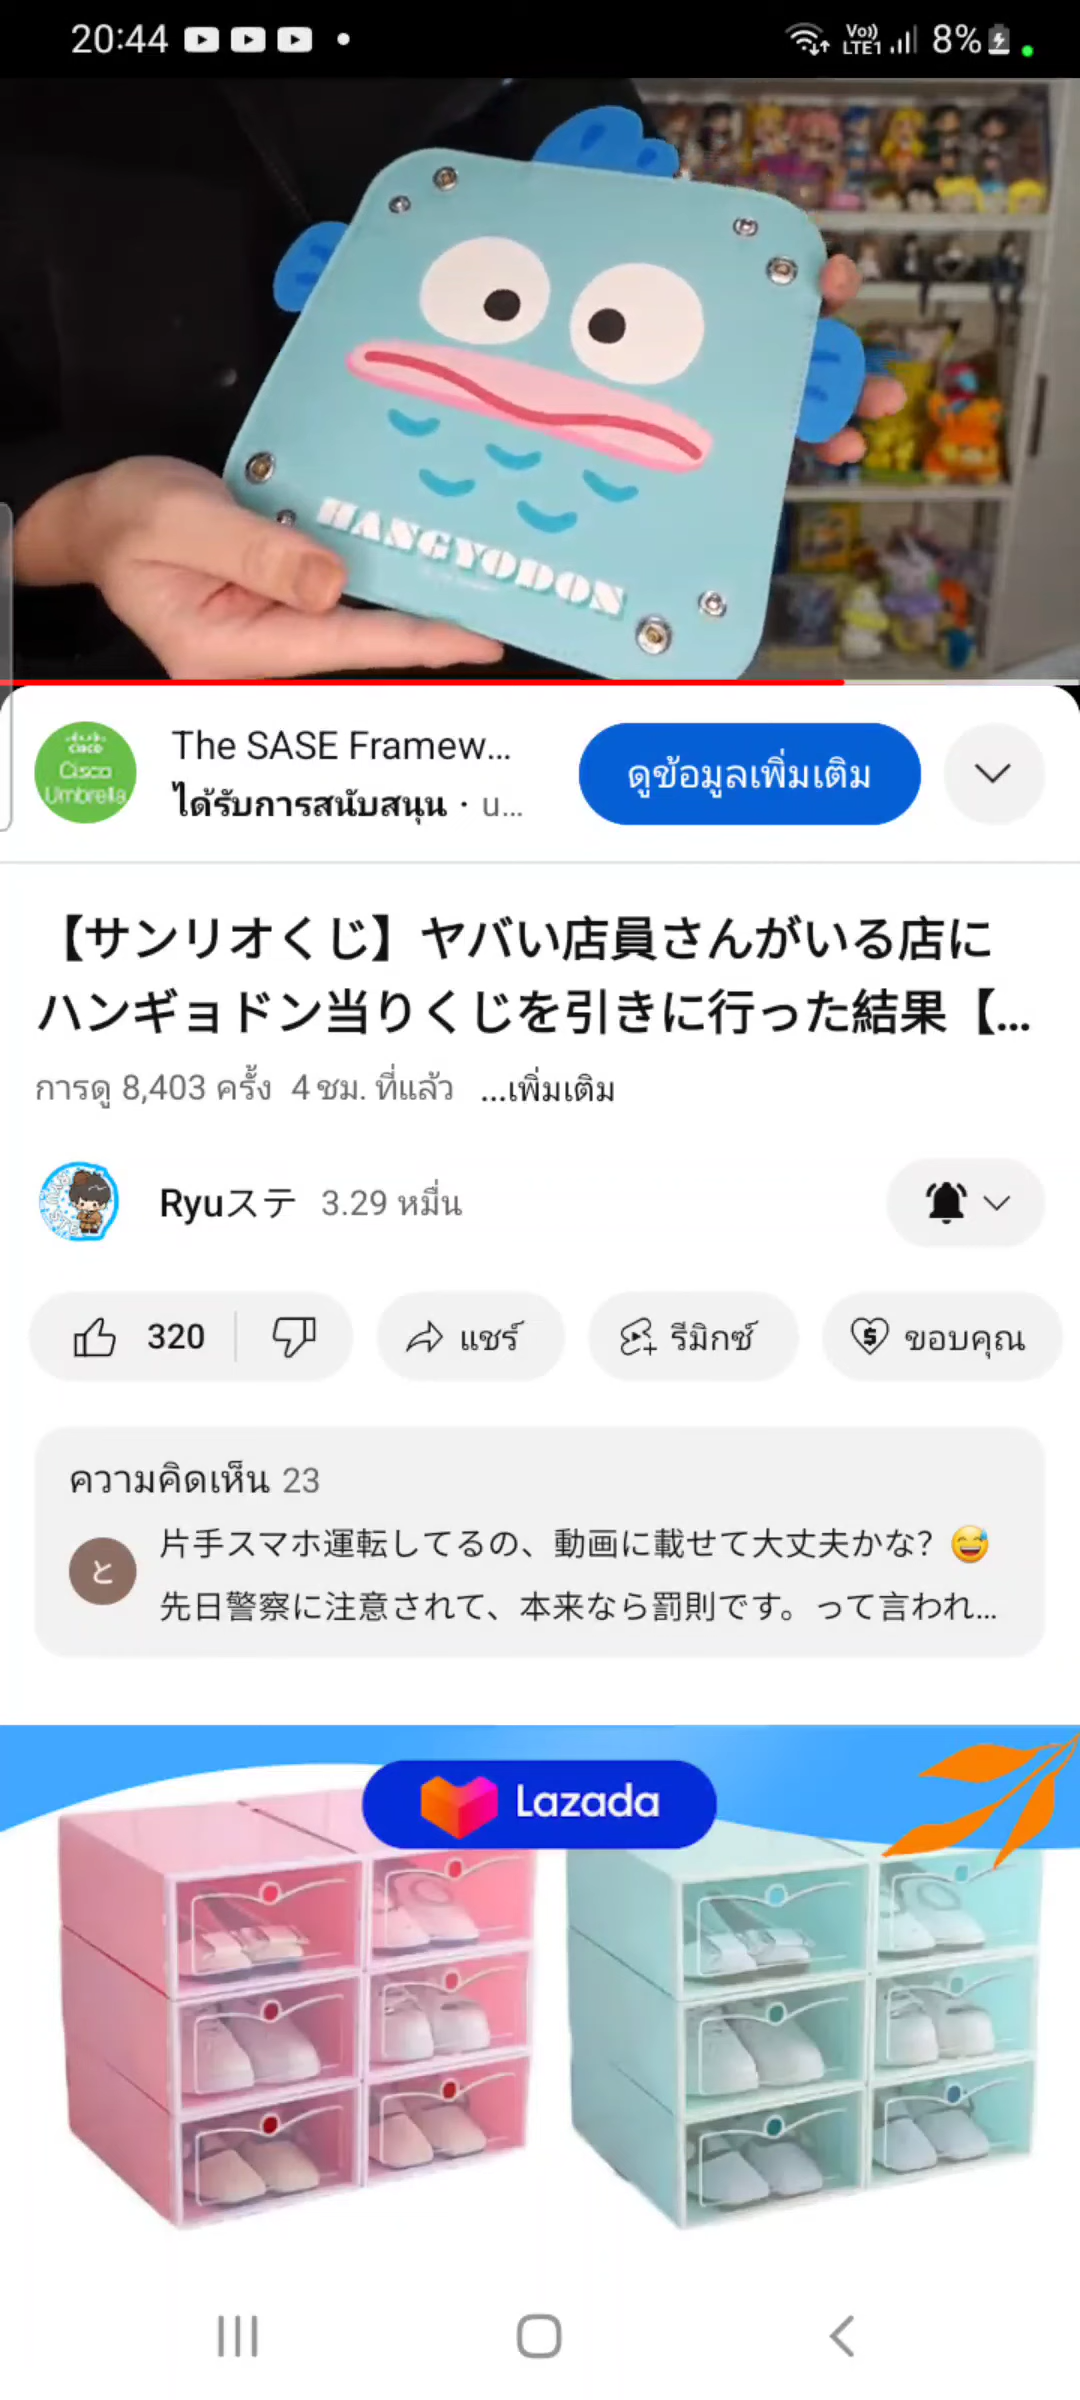 20:44
Vo))
LTE1
8%
HANGYODON
CISCO
Cisco
Umbrella
The SASE Framew...
ได้รับการสนับสนุน · u...
ดูข้อมูลเพิ่มเติม
【サンリオくじ】ヤバい店員さんがいる店に
ハンギョドン当りくじを引きに行った結果【...
การดู 8,403 ครั้ง 4 ชม. ที่แล้ว ...เพิ่มเติม
Ryuステ 3.29 หมื่น
320
แชร์
รีมิกซ์
ขอบคุณ
ความคิดเห็น 23
と
片手スマホ運転してるの、動画に載せて大丈夫かな？😅
先日警察に注意されて、本来なら罰則です。って言われ...
Lazada